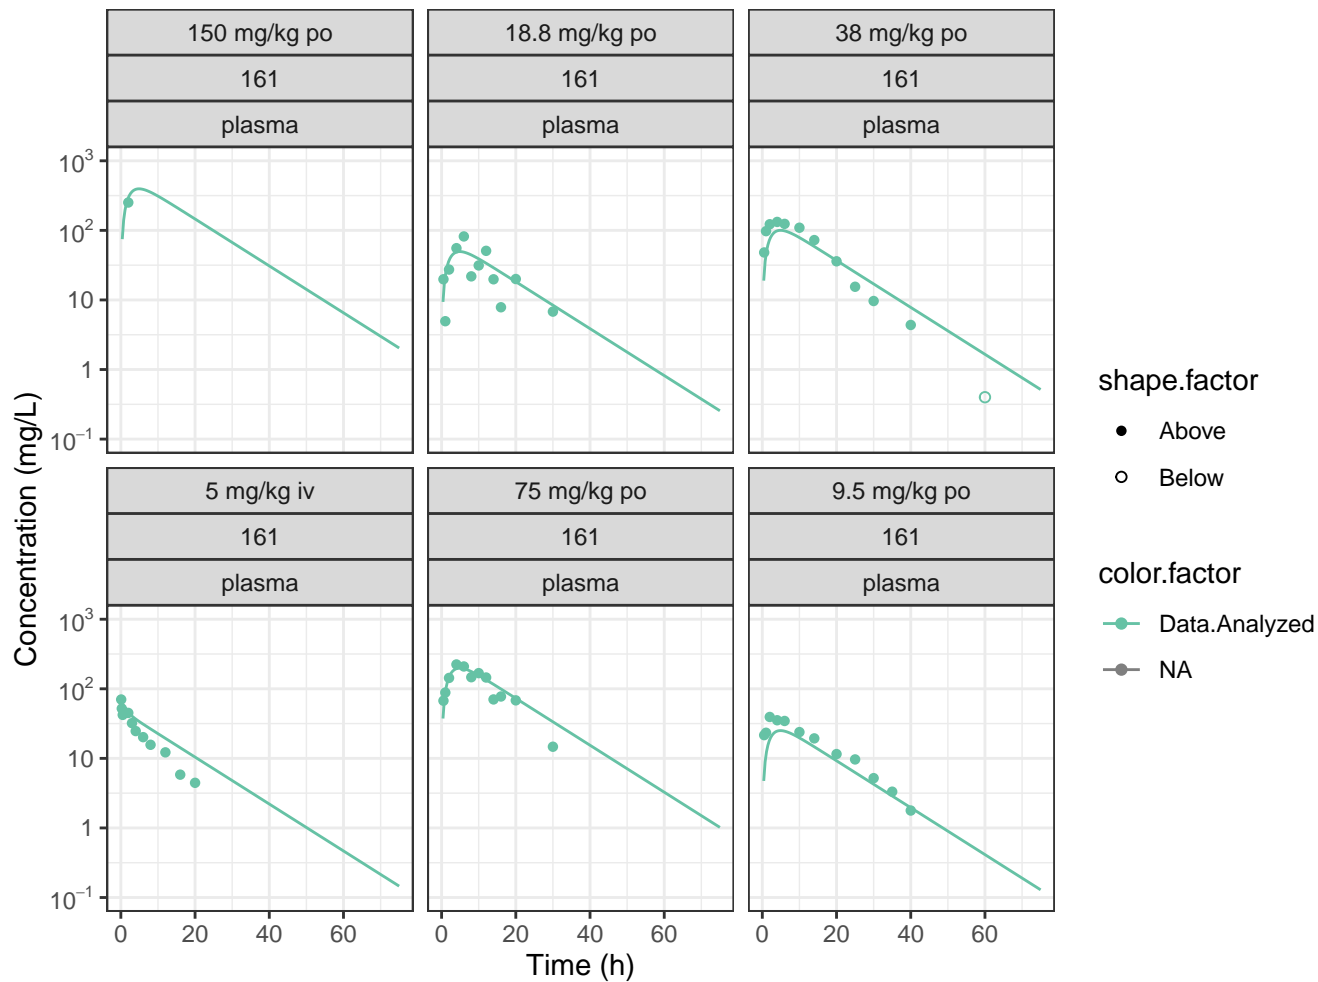 150 mg/kg po
18.8 mg/kg po
38 mg/kg po
161
161
161
plasma
plasma
plasma
10³
10²
10
1
10⁻¹
5 mg/kg iv
75 mg/kg po
9.5 mg/kg po
161
161
161
plasma
plasma
plasma
10³
10²
10
1
10⁻¹
0 20 40 60
0 20 40 60
0 20 40 60
Time (h)
Concentration (mg/L)
shape.factor
Above
Below
color.factor
Data.Analyzed
NA